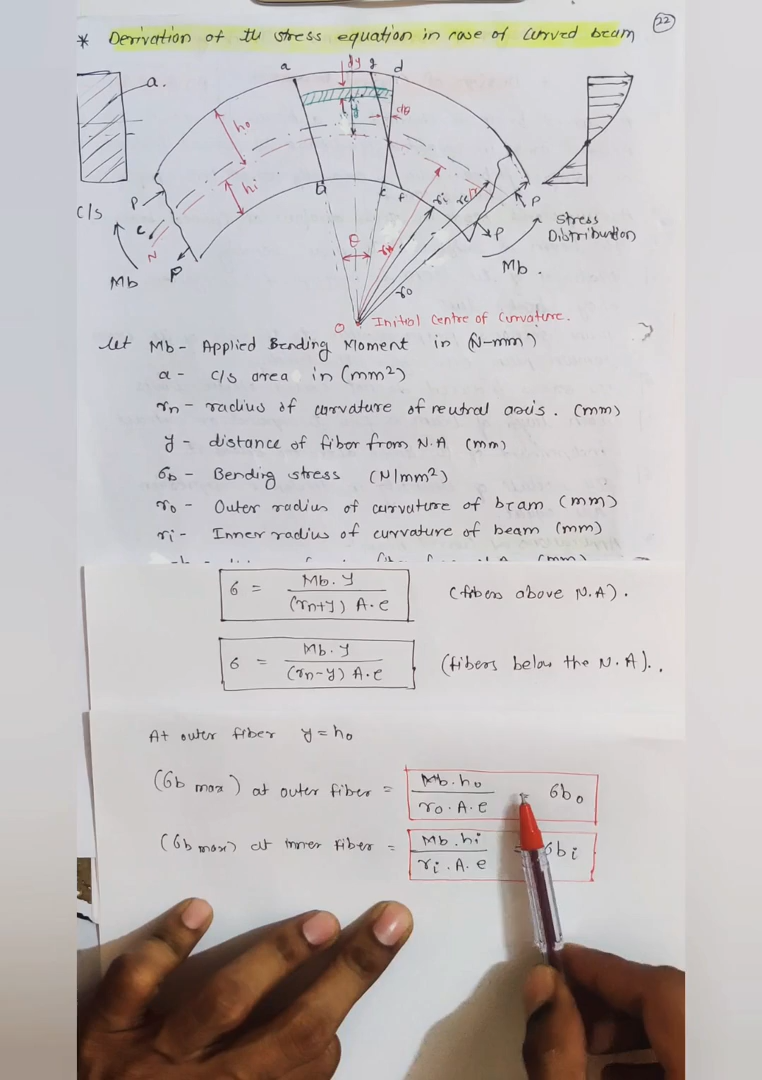 22
* Derivation of the stress equation in case of curved beam
a dy g d
a.
y
dθ
ho
hi
b e f
P
C
N
P
Mb
C/s
θ
rn
ri
ro
P
P
Mb.
Stress
Distribution
O Initial Centre of Curvature.
Let Mb - Applied Bending Moment in (N-mm)
a - C/s area in (mm²)
rn - radius of curvature of neutral axis. (mm)
y - distance of fiber from N.A (mm)
σb - Bending stress (N/mm²)
ro - Outer radius of curvature of beam (mm)
ri - Inner radius of curvature of beam (mm)
σ = Mb.y / (rn+y) A.e (fibers above N.A).
σ = Mb.y / (rn-y) A.e (fibers below the N.A)..
At outer fiber y = ho
(σb max) at outer fiber = Mb.ho / ro.A.e = σbo
(σb max) at inner fiber = Mb.hi / ri.A.e = σbi